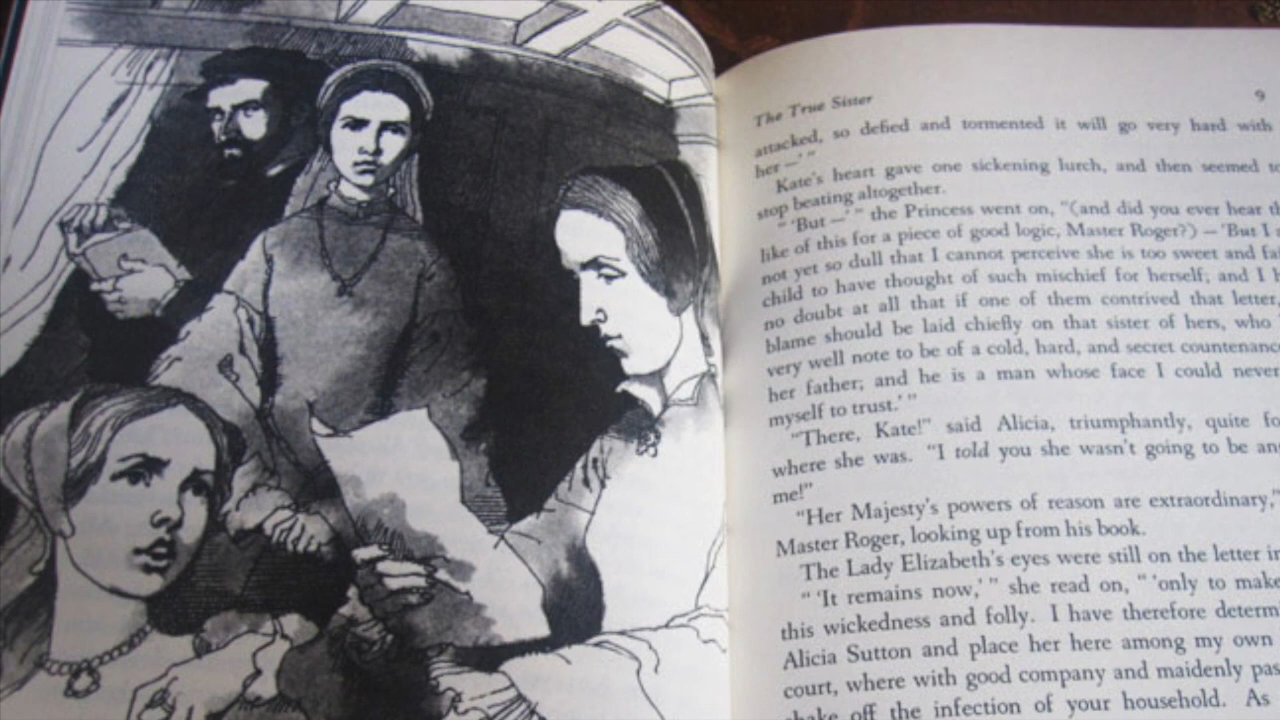 The True Sister 9
attacked, so defied and tormented it will go very hard with
her —’ ”
Kate's heart gave one sickening lurch, and then seemed to
stop beating altogether.
“ ‘But —’ ” the Princess went on, “(and did you ever hear
like of this for a piece of good logic, Master Roger?) — ‘But I
not yet so dull that I cannot perceive she is too sweet and
child to have thought of such mischief for herself; and I
no doubt at all that if one of them contrived that letter,
blame should be laid chiefly on that sister of hers, who
very well note to be of a cold, hard, and secret countenance
her father; and he is a man whose face I could never
myself to trust.’ ”
“There, Kate!” said Alicia, triumphantly, quite
where she was. “I told you she wasn't going to be
me!”
“Her Majesty's powers of reason are extraordinary,”
Master Roger, looking up from his book.
The Lady Elizabeth's eyes were still on the letter
“ ‘It remains now,’ ” she read on, “ ‘only to make
this wickedness and folly. I have therefore
Alicia Sutton and place her here among my own
court, where with good company and maidenly
shake off the infection of your household. As